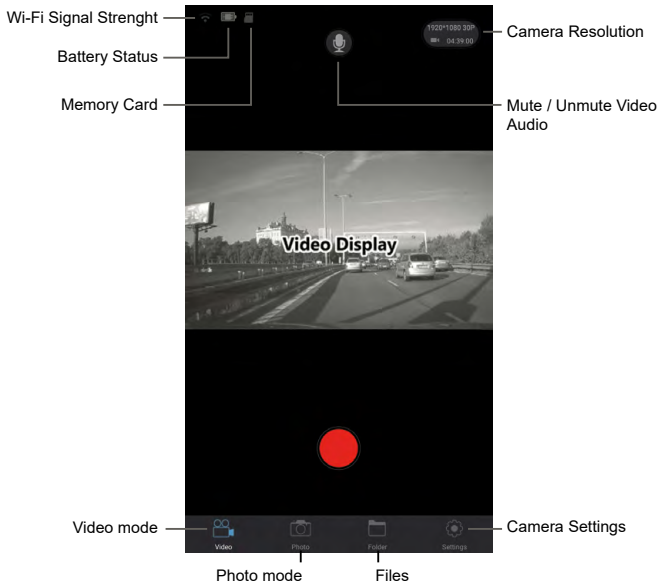 Wi-Fi Signal Strenght
Battery Status
Memory Card
1920*1080 30P
04:39:00
Camera Resolution
Mute / Unmute Video
Audio
Video Display
Video mode
Video
Photo
Folder
Settings
Camera Settings
Photo mode
Files